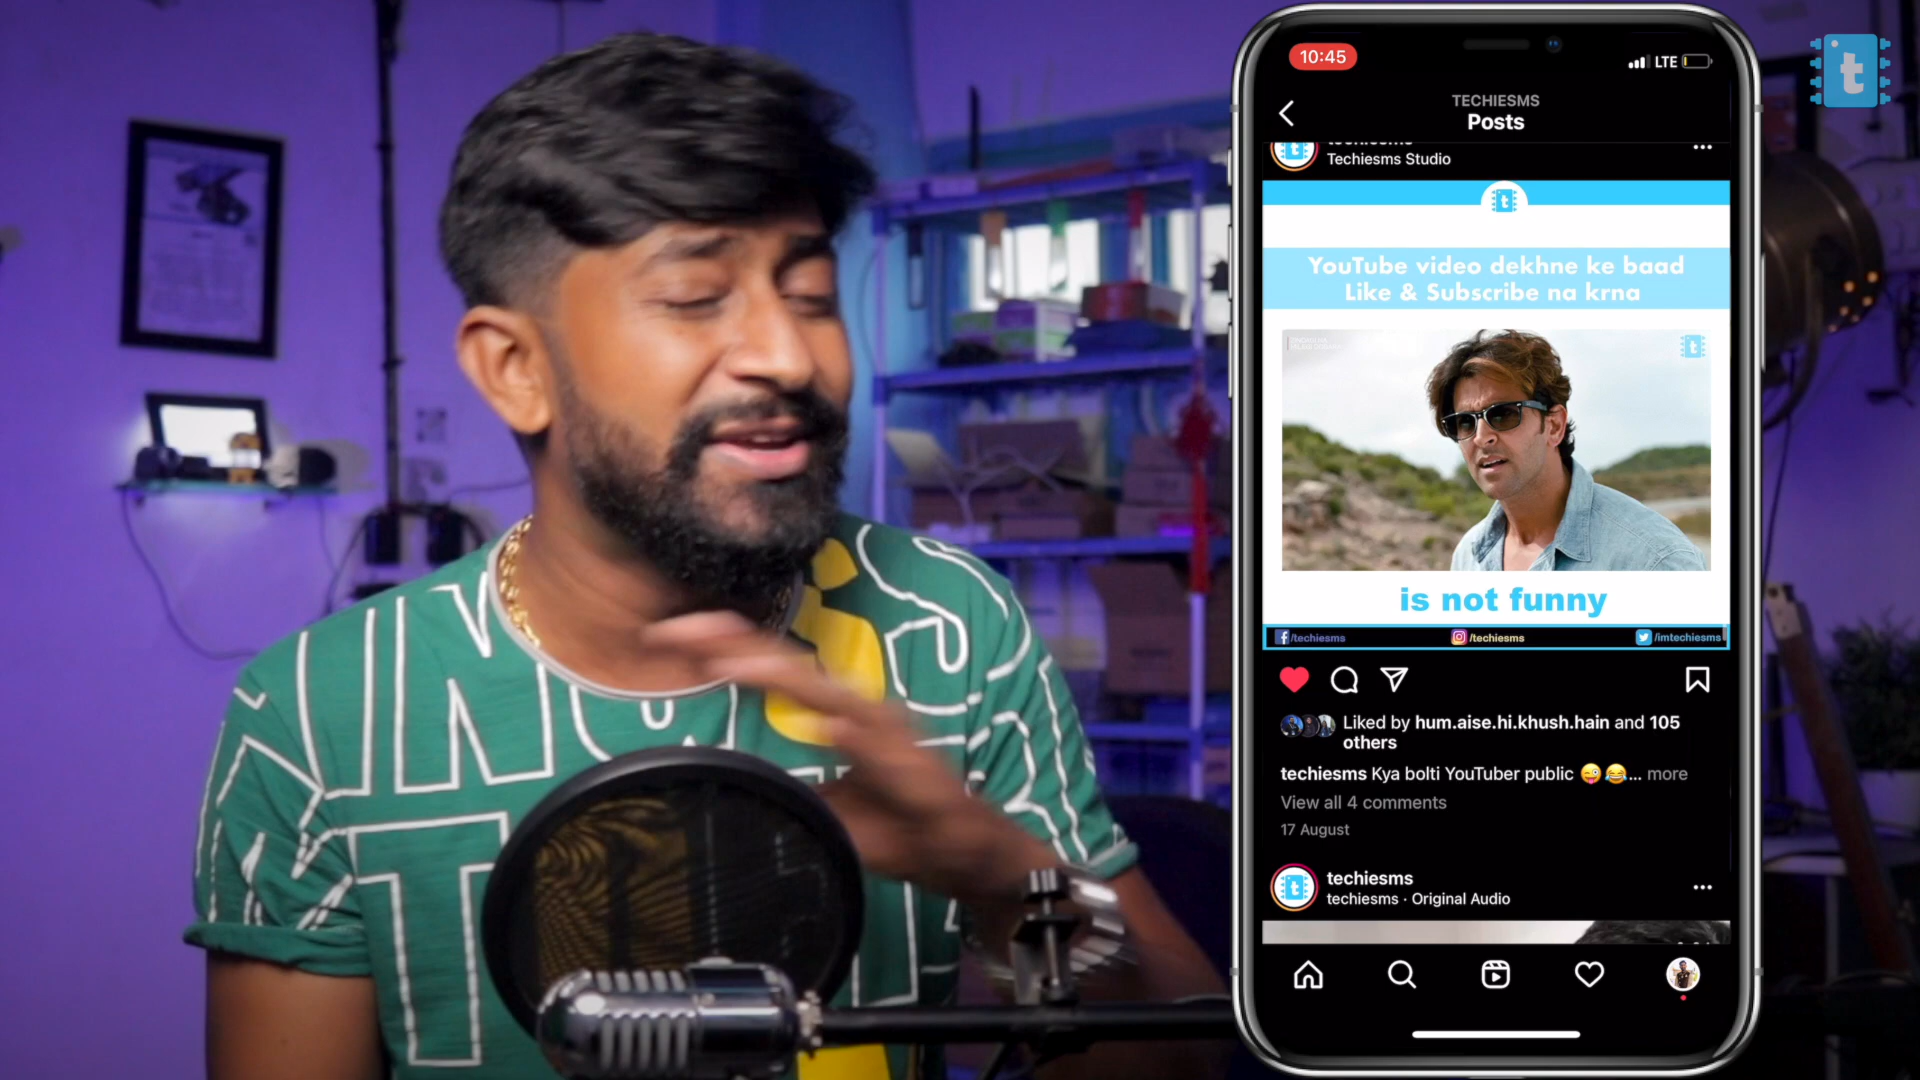 10:45
LTE
TECHIESMS
Posts
Techiesms Studio
YouTube video dekhne ke baad
Like & Subscribe na krna
is not funny
/techiesms
/techiesms
/imtechiesms
Liked by hum.aise.hi.khush.hain and 105
others
techiesms Kya bolti YouTuber public 😜😂... more
View all 4 comments
17 August
techiesms
techiesms · Original Audio